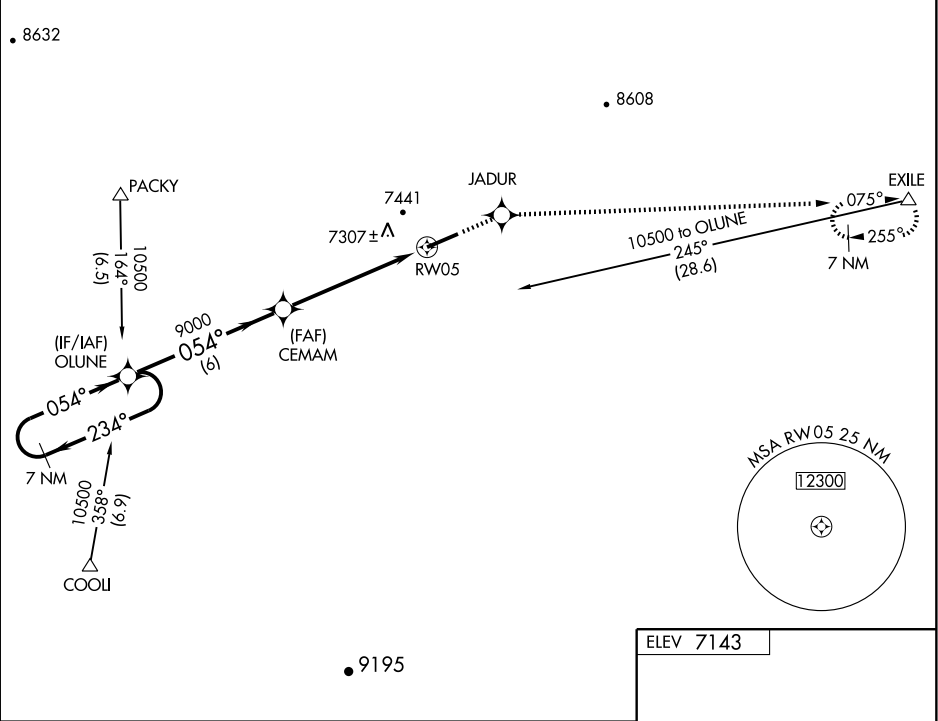 8632
8608
PACKY
7441
7307±
JADUR
EXILE
075°
255°
7 NM
10500 to OLUNE
245°
(28.6)
RW05
10500
164°
(6.5)
(IF/IAF)
OLUNE
9000
054°
(6)
(FAF)
CEMAM
054°
234°
7 NM
10500
358°
(6.6)
COOLI
MSA RW05 25 NM
12300
9195
ELEV 7143